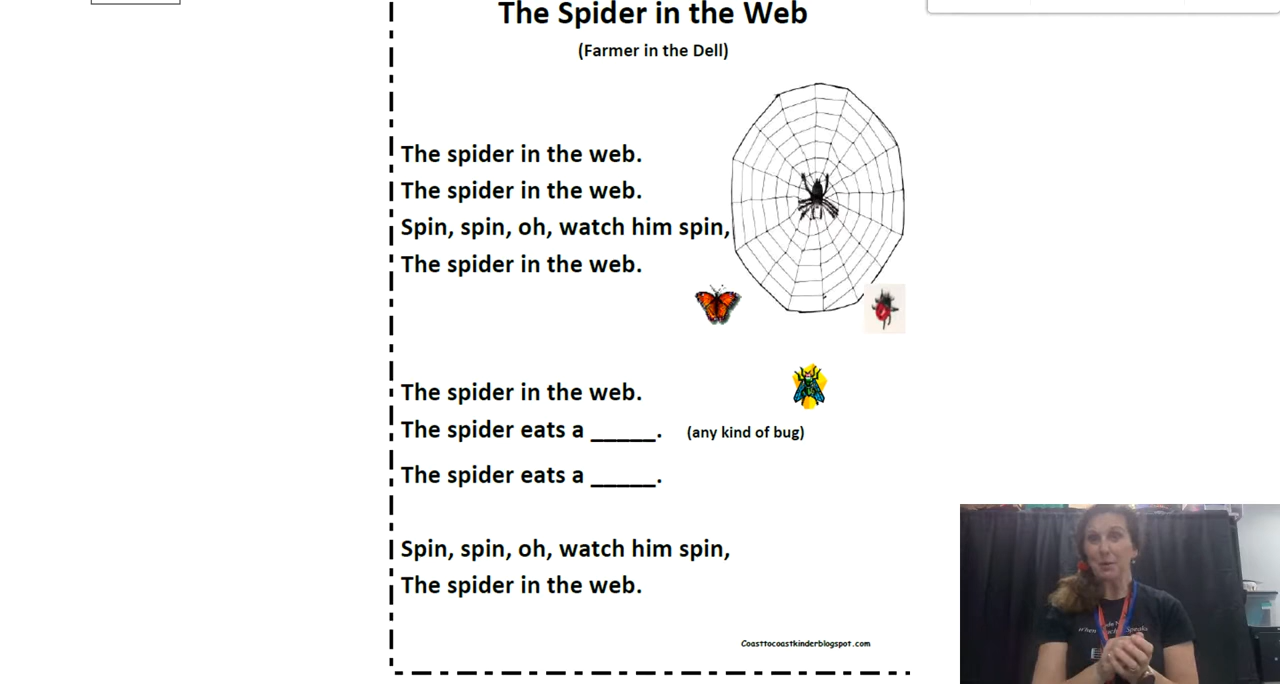 The Spider in the Web
(Farmer in the Dell)
The spider in the web.
The spider in the web.
Spin, spin, oh, watch him spin,
The spider in the web.
The spider in the web.
The spider eats a _____. (any kind of bug)
The spider eats a _____.
Spin, spin, oh, watch him spin,
The spider in the web.
Coasttocoastkinderblogspot.com